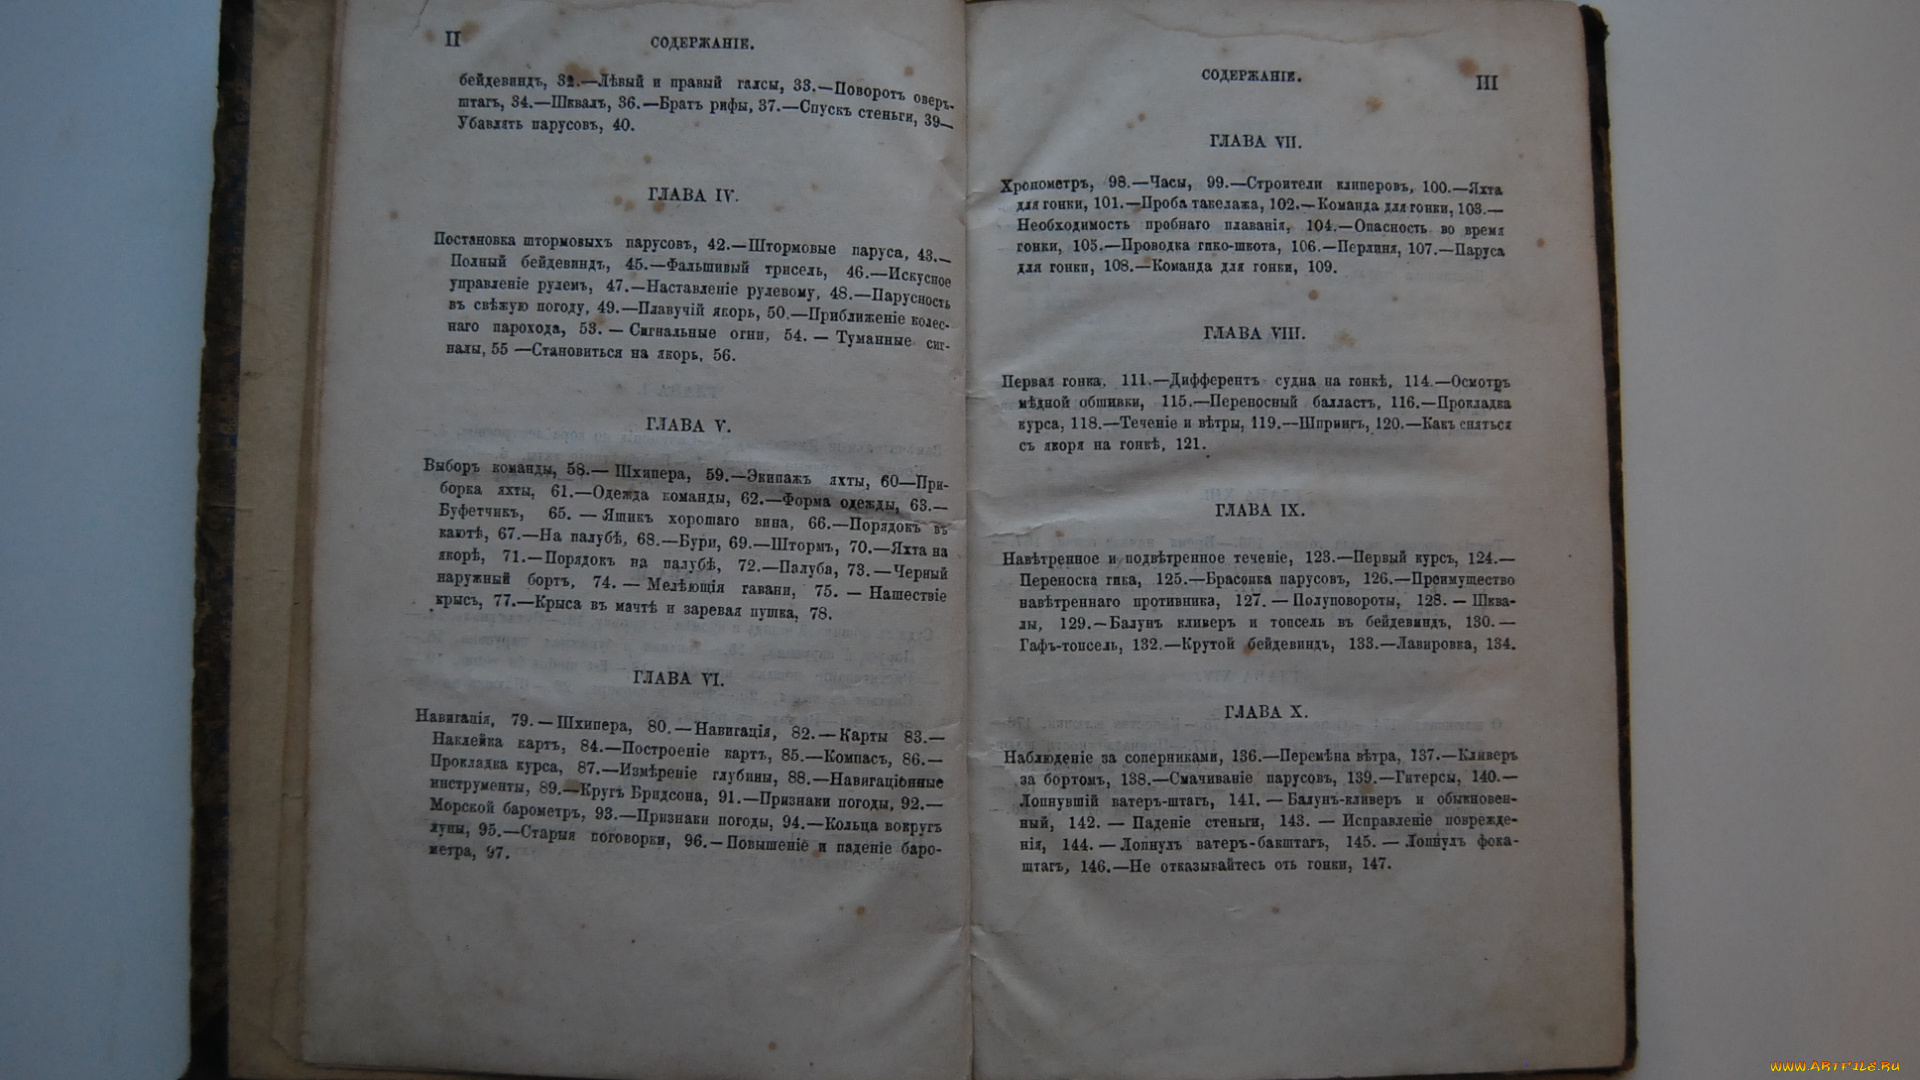 II
СОДЕРЖАНІЕ.
бейдевиндъ, 32.—Лѣвый и правый галсы, 33.—Поворотъ оверъ-
штагъ, 34.—Шквалъ, 36.—Брать рифы, 37.—Спускъ стеньги, 39—
Убавлять парусовъ, 40.
ГЛАВА IV.
Постановка штормовыхъ парусовъ, 42.—Штормовые паруса, 43.—
Полный бейдевиндъ, 45.—Фальшивый трисель, 46.—Искусное
управленіе рулемъ, 47.—Наставленіе рулевому, 48.—Парусность
въ свѣжую погоду, 49.—Плавучій якорь, 50.—Приближеніе колес-
наго парохода, 53. — Сигнальные огни, 54. — Туманные сиг-
налы, 55 —Становиться на якорь, 56.
ГЛАВА V.
Выборъ команды, 58.— Шхипера, 59.—Экипажъ яхты, 60—При-
борка яхты, 61.—Одежда команды, 62.—Форма одежды, 63.—
Буфетчикъ, 65. — Ящикъ хорошаго вина, 66.—Порядокъ въ
каютѣ, 67.—На палубѣ, 68.—Бури, 69.—Штормъ, 70.—Яхта на
якорѣ, 71.—Порядокъ на палубѣ, 72.—Палуба, 73.—Черный
наружный бортъ, 74. — Мелѣющія гавани, 75. — Нашествіе
крысъ, 77.—Крыса въ мачтѣ и заревая пушка, 78.
ГЛАВА VI.
Навигація, 79.—Шхипера, 80.—Навигація, 82.—Карты 83.—
Наклейка картъ, 84.—Построеніе картъ, 85.—Компасъ, 86.—
Прокладка курса, 87.—Измѣреніе глубины, 88.—Навигаціонные
инструменты, 89.—Кругъ Бридсона, 91.—Признаки погоды, 92.—
Морской барометръ, 93.—Признаки погоды, 94.—Кольца вокругъ
луны, 95.—Старыя поговорки, 96.—Повышеніе и паденіе баро-
метра, 97.
СОДЕРЖАНІЕ.
III
ГЛАВА VII.
Хронометръ, 98.—Часы, 99.—Строители клиперовъ, 100.—Яхта
для гонки, 101.—Проба такелажа, 102.—Команда для гонки, 103.—
Необходимость пробнаго плаванія, 104.—Опасность во время
гонки, 105.—Проводка гико-шкота, 106.—Перлиня, 107.—Паруса
для гонки, 108.—Команда для гонки, 109.
ГЛАВА VIII.
Первая гонка, 111.—Дифферентъ судна на гонкѣ, 114.—Осмотръ
мѣдной обшивки, 115.—Переносный балластъ, 116.—Прокладка
курса, 118.—Теченіе и вѣтры, 119.—Шпрингъ, 120.—Какъ сняться
съ якоря на гонкѣ, 121.
ГЛАВА IX.
Навѣтренное и подвѣтренное теченіе, 123.—Первый курсъ, 124.—
Переноска гика, 125.—Брасопка парусовъ, 126.—Преимущество
навѣтреннаго противника, 127. — Полуповороты, 128. — Шква-
лы, 129.—Балунъ кливеръ и топсель въ бейдевиндъ, 130.—
Гафъ-топсель, 132.—Крутой бейдевиндъ, 133.—Лавировка, 134.
ГЛАВА X.
Наблюденіе за соперниками, 136.—Перемѣна вѣтра, 137.—Кливеръ
за бортомъ, 138.—Смачиваніе парусовъ, 139.—Гитерсы, 140.—
Лопнувшій ватеръ-штагъ, 141. — Балунъ-кливеръ и обыкновен-
ный, 142. — Паденіе стеньги, 143. — Исправленіе поврежде-
нія, 144. — Лопнулъ ватеръ-бакштагъ, 145. — Лопнулъ фока-
штагъ, 146.—Не отказывайтесь отъ гонки, 147.
WWW.ARTFILE.RU